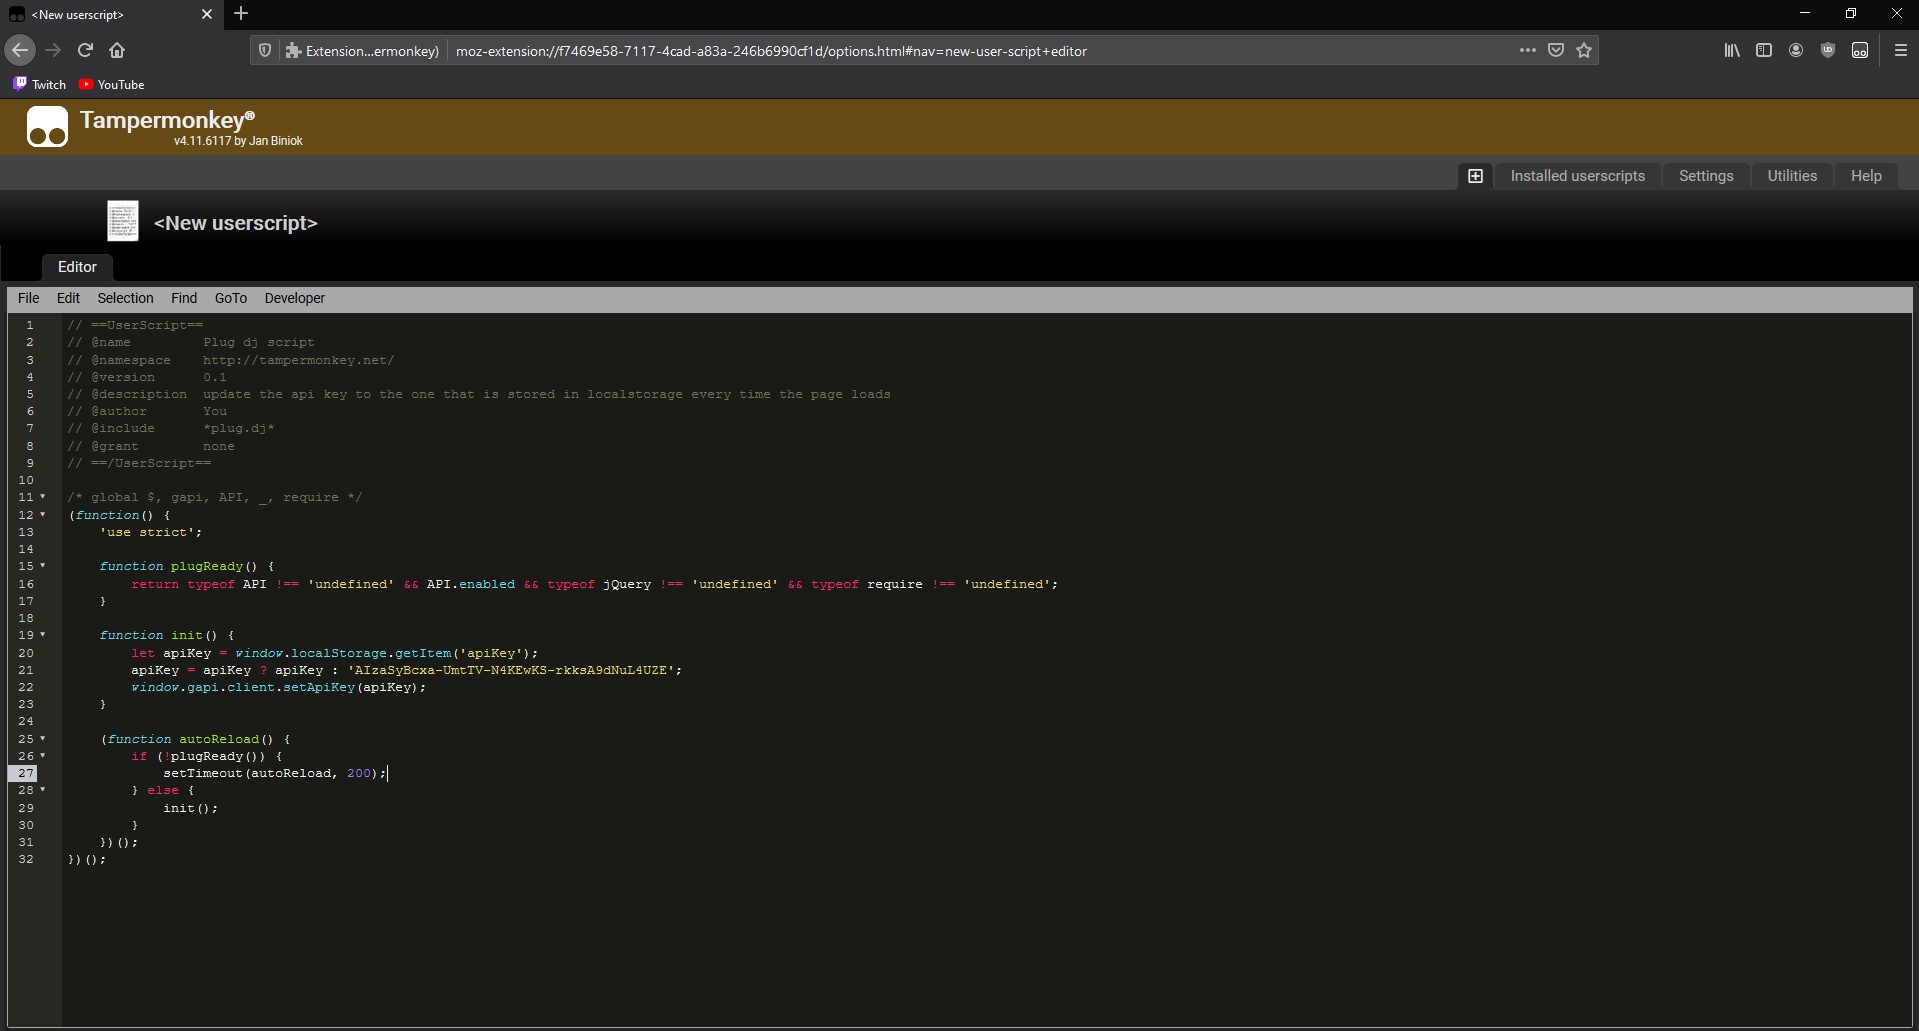 <New userscript>
Extension...ermonkey) moz-extension://f7469e58-7117-4cad-a83a-246b6990cf1d/options.html#nav=new-user-script+editor
Twitch YouTube
Tampermonkey®
v4.11.6117 by Jan Biniok
Installed userscripts Settings Utilities Help
<New userscript>
Editor
File Edit Selection Find GoTo Developer
1 // ==UserScript==
2 // @name         Plug dj script
3 // @namespace    http://tampermonkey.net/
4 // @version      0.1
5 // @description  update the api key to the one that is stored in localstorage every time the page loads
6 // @author       You
7 // @include      *plug.dj*
8 // @grant        none
9 // ==/UserScript==
10
11 /* global $, gapi, API, _, require */
12 (function() {
13     'use strict';
14
15     function plugReady() {
16         return typeof API !== 'undefined' && API.enabled && typeof jQuery !== 'undefined' && typeof require !== 'undefined';
17     }
18
19     function init() {
20         let apiKey = window.localStorage.getItem('apiKey');
21         apiKey = apiKey ? apiKey : 'AIzaSyBcxa-UmtTV-N4KEwKS-rkksA9dNuL4UZE';
22         window.gapi.client.setApiKey(apiKey);
23     }
24
25     (function autoReload() {
26         if (!plugReady()) {
27             setTimeout(autoReload, 200);
28         } else {
29             init();
30         }
31     })();
32 })();